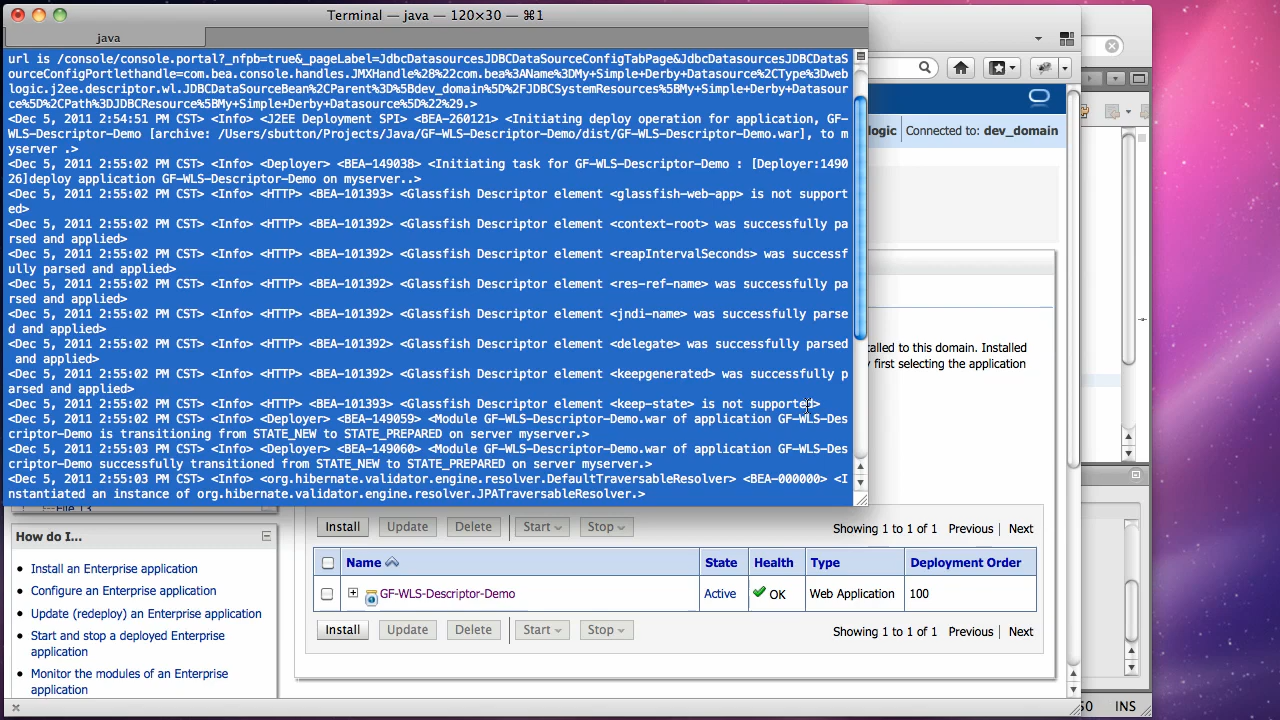 Terminal — java — 120×30 — ⌘1
java
url is /console/console.portal?_nfpb=true&_pageLabel=JdbcDatasourcesJDBCDataSourceConfigTabPage&JdbcDatasourcesJDBCDataS
ourceConfigPortlethandle=com.bea.console.handles.JMXHandle%28%22com.bea%3AName%3DMy+Simple+Derby+Datasource%2CType%3Dweb
logic.j2ee.descriptor.wl.JDBCDataSourceBean%2CParent%3D%5Bdev_domain%5D%2FJDBCSystemResources%5BMy+Simple+Derby+Datasour
ce%5D%2CPath%3DJDBCResource%5BMy+Simple+Derby+Datasource%5D%22%29.>
<Dec 5, 2011 2:54:51 PM CST> <Info> <J2EE Deployment SPI> <BEA-260121> <Initiating deploy operation for application, GF-
WLS-Descriptor-Demo [archive: /Users/sbutton/Projects/Java/GF-WLS-Descriptor-Demo/dist/GF-WLS-Descriptor-Demo.war], to m
yserver .>
<Dec 5, 2011 2:55:02 PM CST> <Info> <Deployer> <BEA-149038> <Initiating task for GF-WLS-Descriptor-Demo : [Deployer:1490
26]deploy application GF-WLS-Descriptor-Demo on myserver..>
<Dec 5, 2011 2:55:02 PM CST> <Info> <HTTP> <BEA-101393> <Glassfish Descriptor element <glassfish-web-app> is not support
ed>
<Dec 5, 2011 2:55:02 PM CST> <Info> <HTTP> <BEA-101392> <Glassfish Descriptor element <context-root> was successfully pa
rsed and applied>
<Dec 5, 2011 2:55:02 PM CST> <Info> <HTTP> <BEA-101392> <Glassfish Descriptor element <reapIntervalSeconds> was successf
ully parsed and applied>
<Dec 5, 2011 2:55:02 PM CST> <Info> <HTTP> <BEA-101392> <Glassfish Descriptor element <res-ref-name> was successfully pa
rsed and applied>
<Dec 5, 2011 2:55:02 PM CST> <Info> <HTTP> <BEA-101392> <Glassfish Descriptor element <jndi-name> was successfully parse
d and applied>
<Dec 5, 2011 2:55:02 PM CST> <Info> <HTTP> <BEA-101392> <Glassfish Descriptor element <delegate> was successfully parsed
and applied>
<Dec 5, 2011 2:55:02 PM CST> <Info> <HTTP> <BEA-101392> <Glassfish Descriptor element <keepgenerated> was successfully p
arsed and applied>
<Dec 5, 2011 2:55:02 PM CST> <Info> <HTTP> <BEA-101393> <Glassfish Descriptor element <keep-state> is not supported>
<Dec 5, 2011 2:55:02 PM CST> <Info> <Deployer> <BEA-149059> <Module GF-WLS-Descriptor-Demo.war of application GF-WLS-Des
criptor-Demo is transitioning from STATE_NEW to STATE_PREPARED on server myserver.>
<Dec 5, 2011 2:55:03 PM CST> <Info> <Deployer> <BEA-149060> <Module GF-WLS-Descriptor-Demo.war of application GF-WLS-Des
criptor-Demo successfully transitioned from STATE_NEW to STATE_PREPARED on server myserver.>
<Dec 5, 2011 2:55:03 PM CST> <Info> <org.hibernate.validator.engine.resolver.DefaultTraversableResolver> <BEA-000000> <I
nstantiated an instance of org.hibernate.validator.engine.resolver.JPATraversableResolver.>
logic Connected to: dev_domain
alled to this domain. Installed
y first selecting the application
How do I...
Install an Enterprise application
Configure an Enterprise application
Update (redeploy) an Enterprise application
Start and stop a deployed Enterprise
application
Monitor the modules of an Enterprise
application
Install Update Delete Start Stop Showing 1 to 1 of 1 Previous Next
Name State Health Type Deployment Order
GF-WLS-Descriptor-Demo Active OK Web Application 100
Install Update Delete Start Stop Showing 1 to 1 of 1 Previous Next
INS